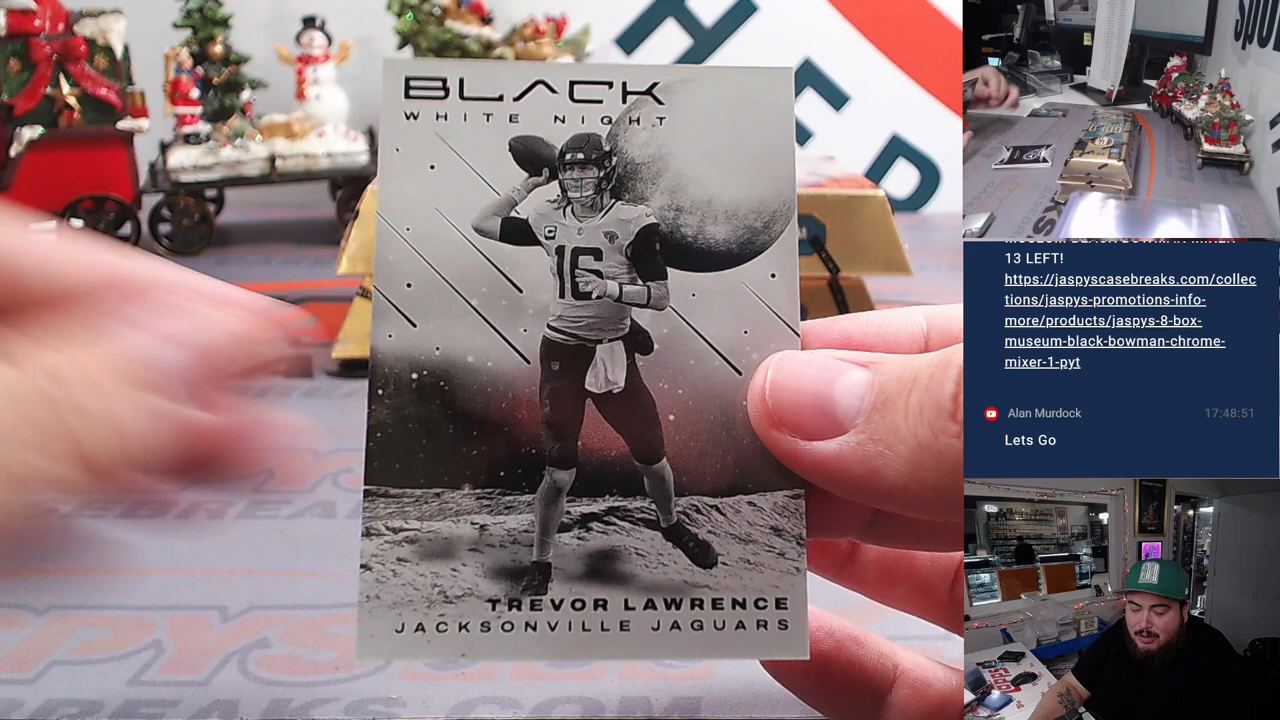 HED
BLACK
WHITE NIGHT
16
TREVOR LAWRENCE
JACKSONVILLE JAGUARS
13 LEFT!
https://jaspyscasebreaks.com/collec
tions/jaspys-promotions-info-
more/products/jaspys-8-box-
museum-black-bowman-chrome-
mixer-1-pyt
Alan Murdock 17:48:51
Lets Go